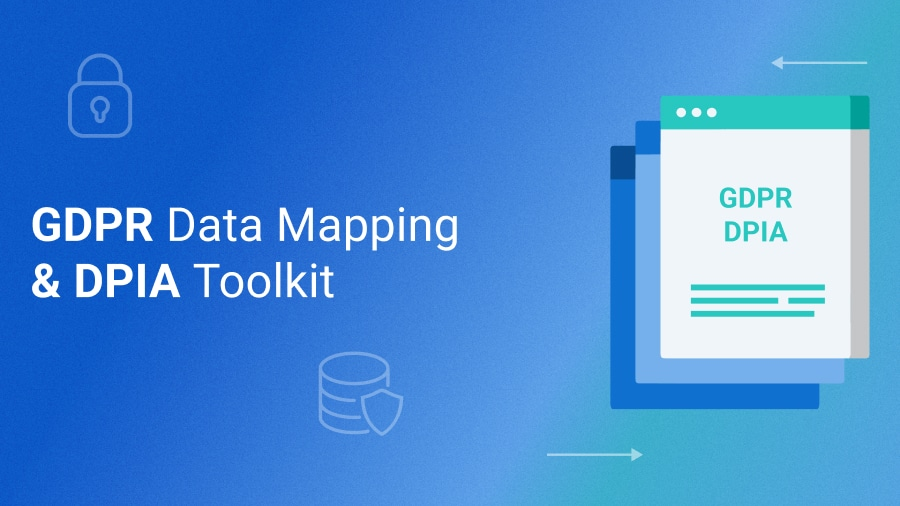 GDPR Data Mapping
& DPIA Toolkit
GDPR
DPIA